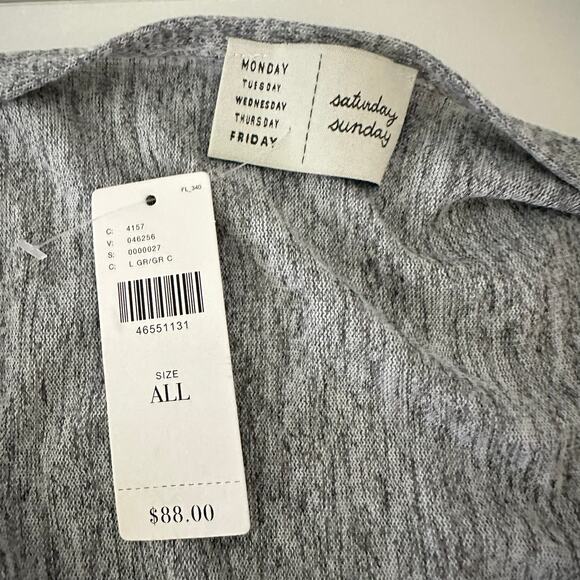 MONDAY
TUESDAY
WEDNESDAY
THURSDAY
FRIDAY
saturday
sunday
FL_340
C: 4157
V: 046256
S: 0000027
C: L GR/GR C
46551131
SIZE
ALL
$88.00